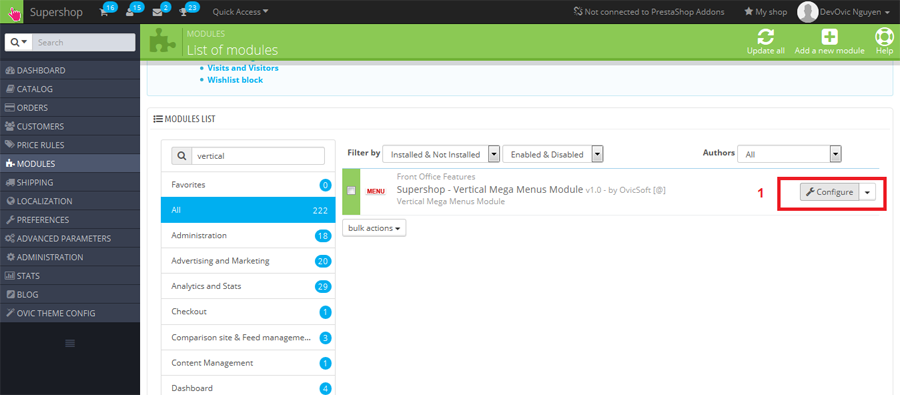 Supershop 16 15 2 23 Quick Access Not connected to PrestaShop Addons My shop DevOvic Nguyen
Search
MODULES
List of modules
Update all Add a new module Help
DASHBOARD
CATALOG
ORDERS
CUSTOMERS
PRICE RULES
MODULES
SHIPPING
LOCALIZATION
PREFERENCES
ADVANCED PARAMETERS
ADMINISTRATION
STATS
BLOG
OVIC THEME CONFIG
Visits and Visitors
Wishlist block
MODULES LIST
vertical
Favorites 0
All 222
Administration 18
Advertising and Marketing 20
Analytics and Stats 29
Checkout 1
Comparison site & Feed manageme... 3
Content Management 1
Dashboard 4
Filter by Installed & Not Installed Enabled & Disabled Authors All
MENU
Front Office Features
Supershop - Vertical Mega Menus Module v1.0 - by OvicSoft [@]
Vertical Mega Menus Module
1 Configure
bulk actions